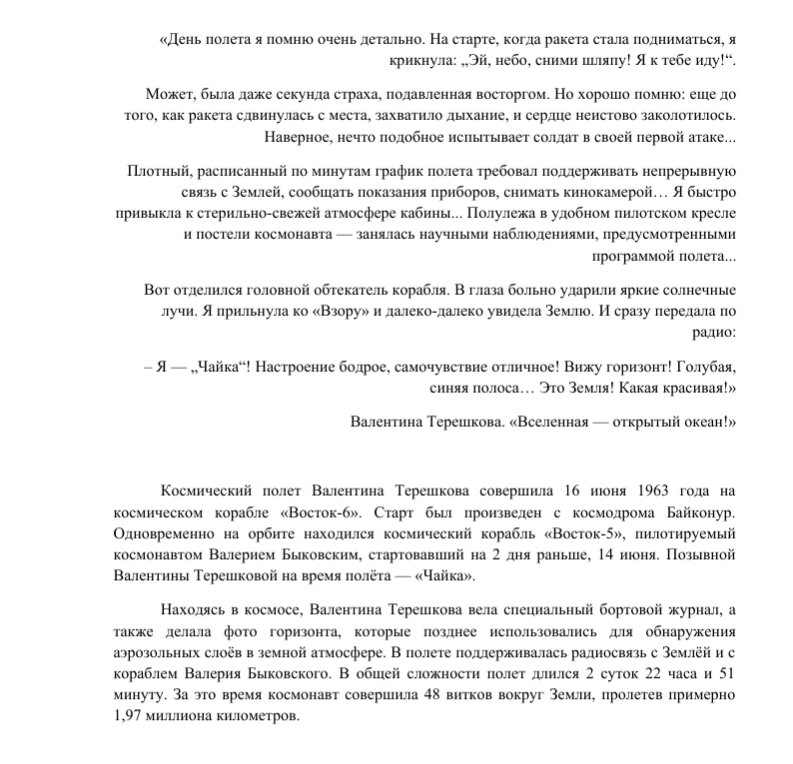 «День полета я помню очень детально. На старте, когда ракета стала подниматься, я
крикнула: „Эй, небо, сними шляпу! Я к тебе иду!“.
Может, была даже секунда страха, подавленная восторгом. Но хорошо помню: еще до
того, как ракета сдвинулась с места, захватило дыхание, и сердце неистово заколотилось.
Наверное, нечто подобное испытывает солдат в своей первой атаке...
Плотный, расписанный по минутам график полета требовал поддерживать непрерывную
связь с Землей, сообщать показания приборов, снимать кинокамерой… Я быстро
привыкла к стерильно-свежей атмосфере кабины... Полулежа в удобном пилотском кресле
и постели космонавта — занялась научными наблюдениями, предусмотренными
программой полета...
Вот отделился головной обтекатель корабля. В глаза больно ударили яркие солнечные
лучи. Я прильнула ко «Взору» и далеко-далеко увидела Землю. И сразу передала по
радио:
– Я — „Чайка“! Настроение бодрое, самочувствие отличное! Вижу горизонт! Голубая,
синяя полоса… Это Земля! Какая красивая!»
Валентина Терешкова. «Вселенная — открытый океан!»
Космический полет Валентина Терешкова совершила 16 июня 1963 года на
космическом корабле «Восток-6». Старт был произведен с космодрома Байконур.
Одновременно на орбите находился космический корабль «Восток-5», пилотируемый
космонавтом Валерием Быковским, стартовавший на 2 дня раньше, 14 июня. Позывной
Валентины Терешковой на время полёта — «Чайка».
Находясь в космосе, Валентина Терешкова вела специальный бортовой журнал, а
также делала фото горизонта, которые позднее использовались для обнаружения
аэрозольных слоёв в земной атмосфере. В полете поддерживалась радиосвязь с Землёй и с
кораблем Валерия Быковского. В общей сложности полет длился 2 суток 22 часа и 51
минуту. За это время космонавт совершила 48 витков вокруг Земли, пролетев примерно
1,97 миллиона километров.